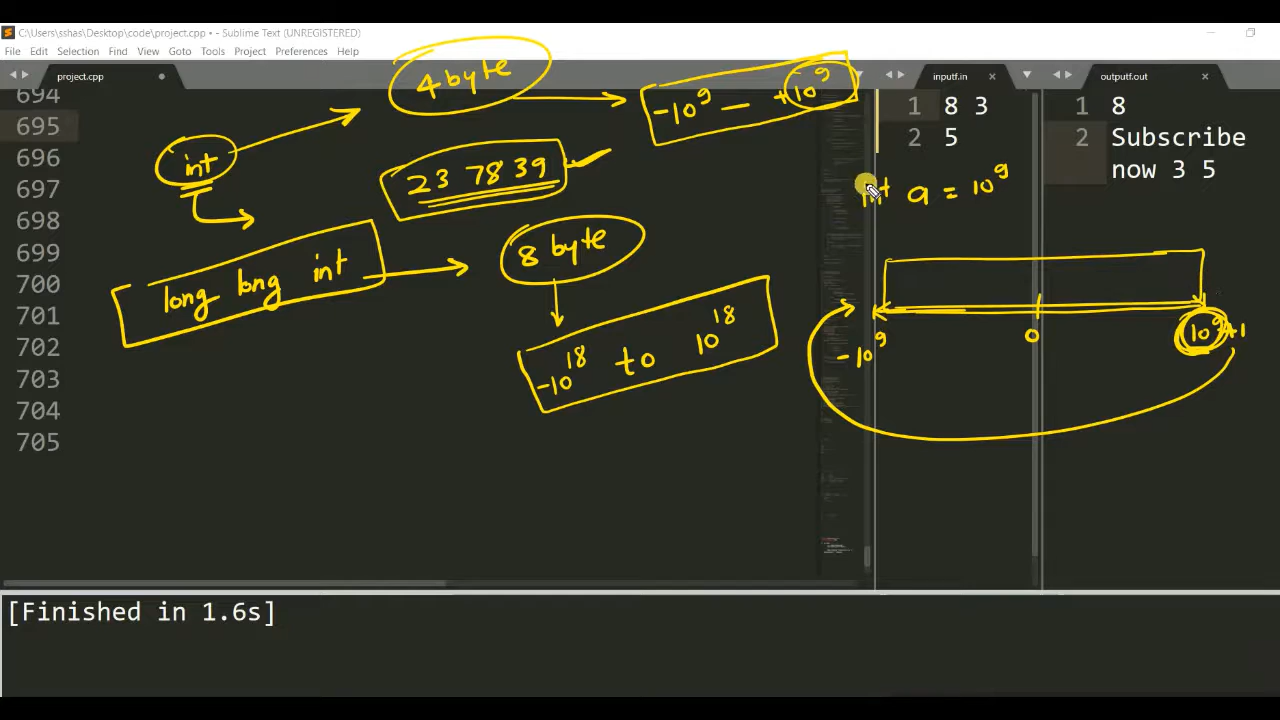 C:\Users\sshas\Desktop\code\project.cpp • - Sublime Text (UNREGISTERED)
File Edit Selection Find View Goto Tools Project Preferences Help
project.cpp
inputf.in
outputf.out
694
695
696
697
698
699
700
701
702
703
704
705
int
4 byte
-10^9 — +10^9
23 78 39
long long int
8 byte
-10^18 to 10^18
1 8 3
2 5
int a = 10^9
-10^9 0 10^9+1
1 8
2 Subscribe
now 3 5
[Finished in 1.6s]